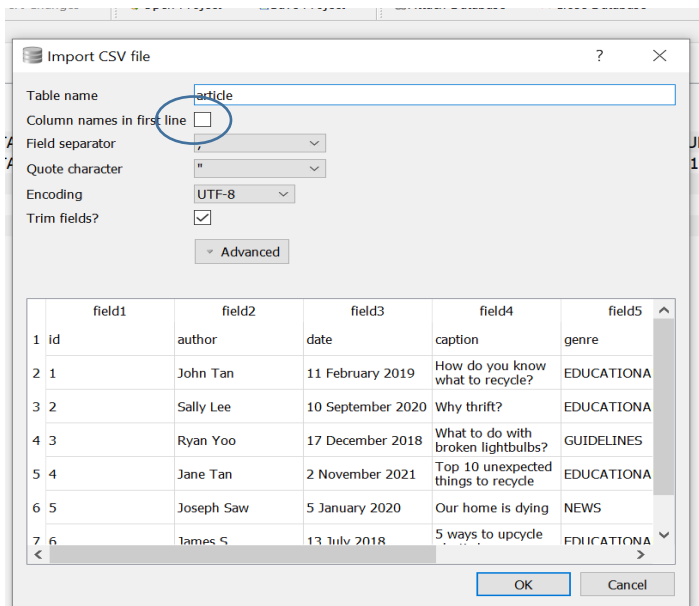 Import CSV file ?
Table name article
Column names in first line
Field separator ,
Quote character "
Encoding UTF-8
Trim fields?
Advanced
field1 field2 field3 field4 field5
1 id author date caption genre
2 1 John Tan 11 February 2019 How do you know what to recycle? EDUCATIONA
3 2 Sally Lee 10 September 2020 Why thrift? EDUCATIONA
4 3 Ryan Yoo 17 December 2018 What to do with broken lightbulbs? GUIDELINES
5 4 Jane Tan 2 November 2021 Top 10 unexpected things to recycle EDUCATIONA
6 5 Joseph Saw 5 January 2020 Our home is dying NEWS
7 6 James S 13 July 2018 5 ways to upcycle EDUCATIONA
OK Cancel